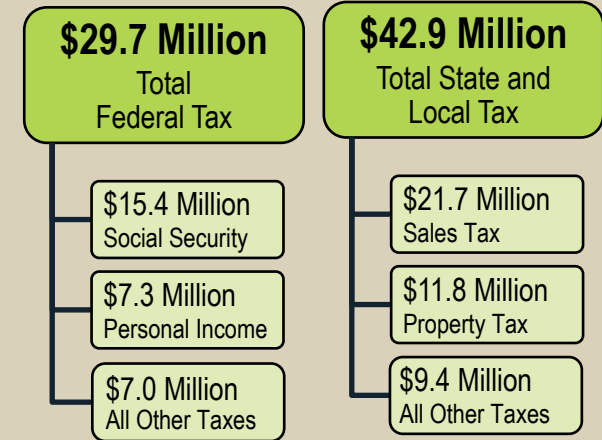 $29.7 Million
Total
Federal Tax
$15.4 Million
Social Security
$7.3 Million
Personal Income
$7.0 Million
All Other Taxes
$42.9 Million
Total State and
Local Tax
$21.7 Million
Sales Tax
$11.8 Million
Property Tax
$9.4 Million
All Other Taxes